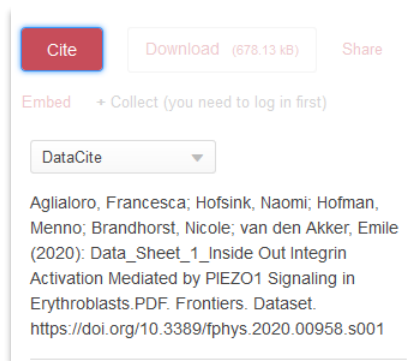 Cite Download (678.13 kB) Share
Embed + Collect (you need to log in first)
DataCite
Aglialoro, Francesca; Hofsink, Naomi; Hofman,
Menno; Brandhorst, Nicole; van den Akker, Emile
(2020): Data_Sheet_1_Inside Out Integrin
Activation Mediated by PIEZO1 Signaling in
Erythroblasts.PDF. Frontiers. Dataset.
https://doi.org/10.3389/fphys.2020.00958.s001